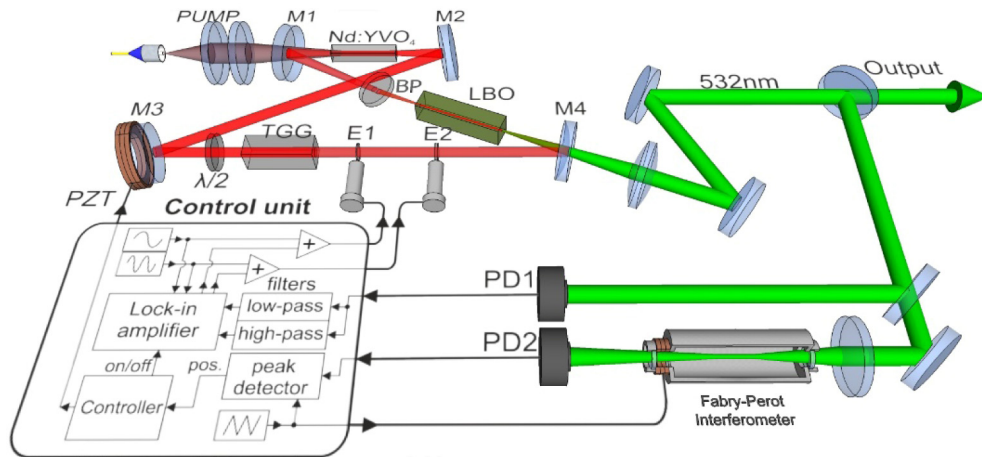 PUMP
M1
M2
Nd:YVO4
BP
LBO
M4
532nm
Output
M3
λ/2
TGG
E1
E2
PZT
Control unit
+
+
filters
Lock-in
amplifier
low-pass
high-pass
on/off
pos.
peak
detector
Controller
PD1
PD2
Fabry-Perot
Interferometer